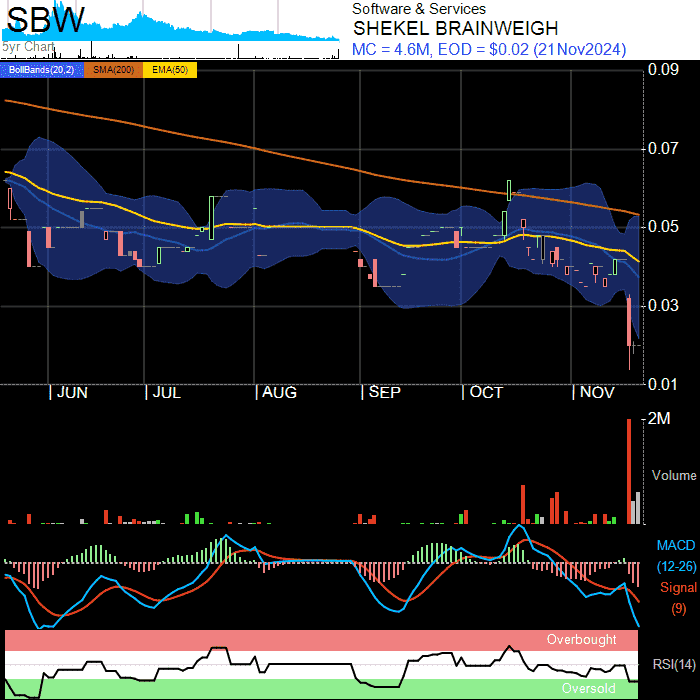 SBW
5yr Chart
Software & Services
SHEKEL BRAINWEIGH
MC = 4.6M, EOD = $0.02 (21Nov2024)
BollBands(20,2) SMA(200) EMA(50)
0.09
0.07
0.05
0.03
0.01
JUN JUL AUG SEP OCT NOV
2M
Volume
MACD
(12-26)
Signal
(9)
Overbought
RSI(14)
Oversold